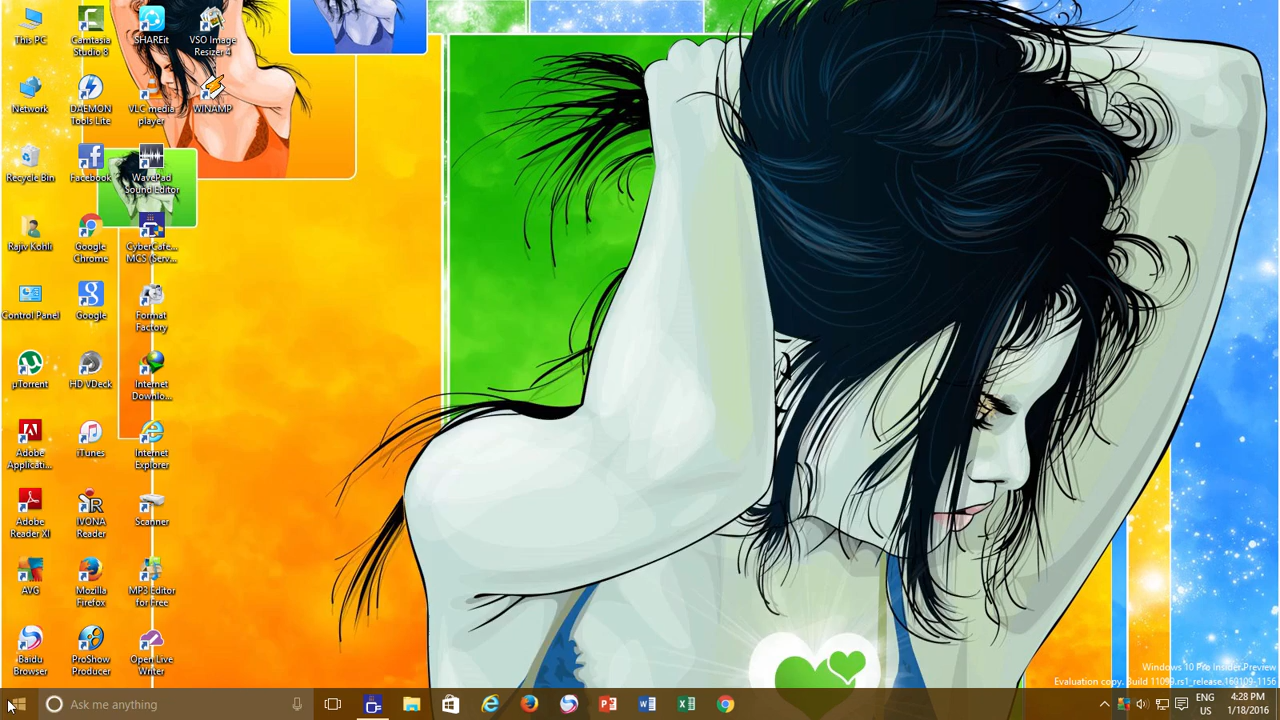 This PC
Camtasia
Studio 8
SHAREit
VSO Image
Resizer 4
Network
DAEMON
Tools Lite
VLC media
player
WINAMP
Recycle Bin
Facebook
WavePad
Sound Editor
Rajiv Kohli
Google
Chrome
CyberCafe...
MCS (Serv...
Control Panel
Google
Format
Factory
µTorrent
HD VDeck
Internet
Downlo...
Adobe
Applicati...
iTunes
Internet
Explorer
Adobe
Reader XI
IVONA
Reader
Scanner
AVG
Mozilla
Firefox
MP3 Editor
for Free
Baidu
Browser
ProShow
Producer
Open Live
Writer
Windows 10 Pro Insider Preview
Evaluation copy. Build 11099.rs1_release.160109-1156
Ask me anything
ENG
US
4:28 PM
1/18/2016